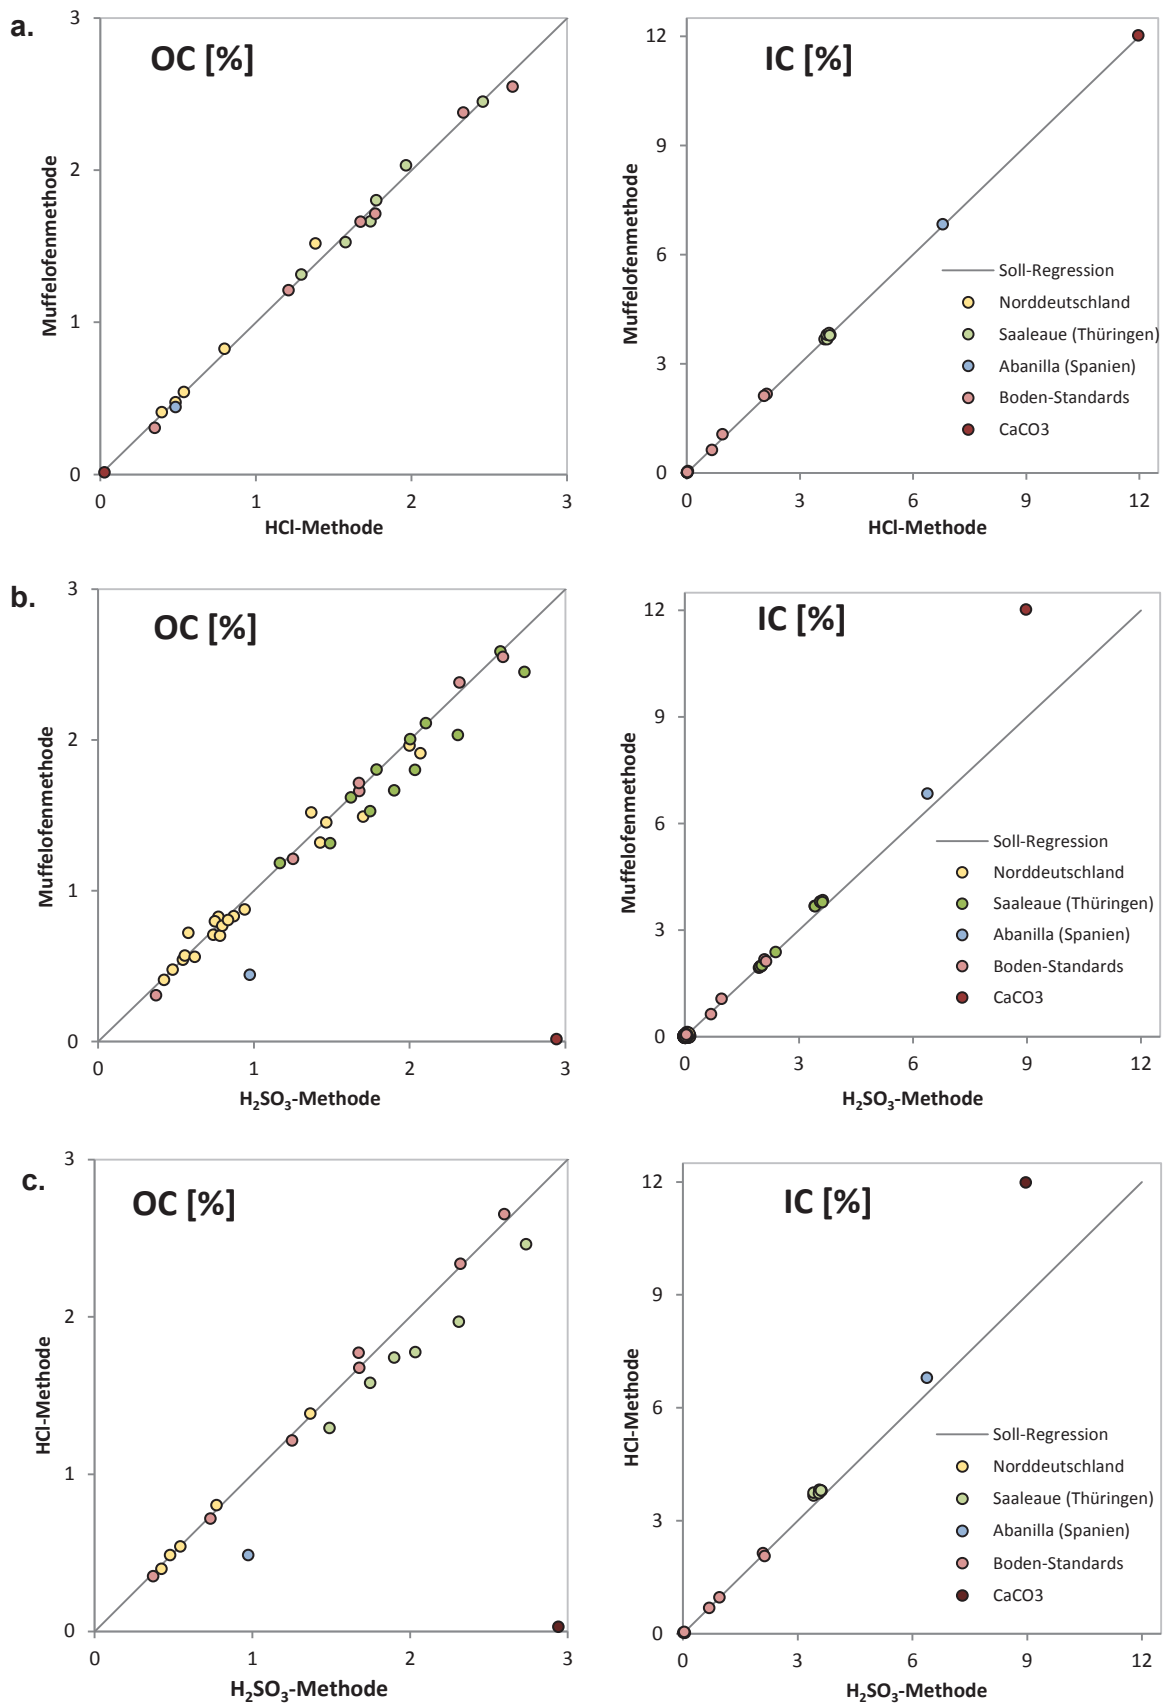 a.
OC [%]
3
2
1
0
Muffelofenmethode
0 1 2 3
HCl-Methode
IC [%]
12
9
6
3
0
Muffelofenmethode
Soll-Regression
Norddeutschland
Saaleaue (Thüringen)
Abanilla (Spanien)
Boden-Standards
CaCO3
0 3 6 9 12
HCl-Methode
b.
OC [%]
3
2
1
0
Muffelofenmethode
0 1 2 3
H₂SO₃-Methode
IC [%]
12
9
6
3
0
Muffelofenmethode
Soll-Regression
Norddeutschland
Saaleaue (Thüringen)
Abanilla (Spanien)
Boden-Standards
CaCO3
0 3 6 9 12
H₂SO₃-Methode
c.
OC [%]
3
2
1
0
HCl-Methode
0 1 2 3
H₂SO₃-Methode
IC [%]
12
9
6
3
0
HCl-Methode
Soll-Regression
Norddeutschland
Saaleaue (Thüringen)
Abanilla (Spanien)
Boden-Standards
CaCO3
0 3 6 9 12
H₂SO₃-Methode